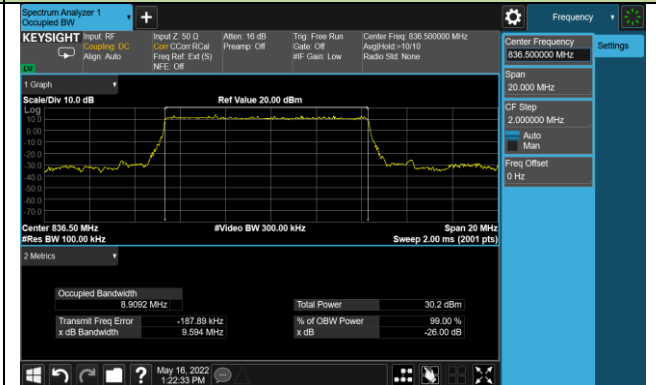 Spectrum Analyzer 1
Occupied BW
Frequency
KEYSIGHT
Input: RF
Coupling: DC
Align: Auto
Input Z: 50 Ω
Corr CCorr RCal
Freq Ref: Ext (S)
NFE: Off
Atten: 16 dB
Preamp: Off
Trig: Free Run
Gate: Off
#IF Gain: Low
Center Freq: 836.500000 MHz
Avg|Hold:>10/10
Radio Std: None
Center Frequency
836.500000 MHz
Settings
Span
20.000 MHz
CF Step
2.000000 MHz
Auto
Man
Freq Offset
0 Hz
1 Graph
Scale/Div 10.0 dB
Ref Value 20.00 dBm
Log
10.0
0.00
-10.0
-20.0
-30.0
-40.0
-50.0
-60.0
-70.0
Center 836.50 MHz
#Video BW 300.00 kHz
Span 20 MHz
#Res BW 100.00 kHz
Sweep 2.00 ms (2001 pts)
2 Metrics
Occupied Bandwidth
8.9092 MHz
Total Power
30.2 dBm
Transmit Freq Error
-187.89 kHz
% of OBW Power
99.00 %
x dB Bandwidth
9.594 MHz
x dB
-26.00 dB
?
May 16, 2022
1:22:33 PM